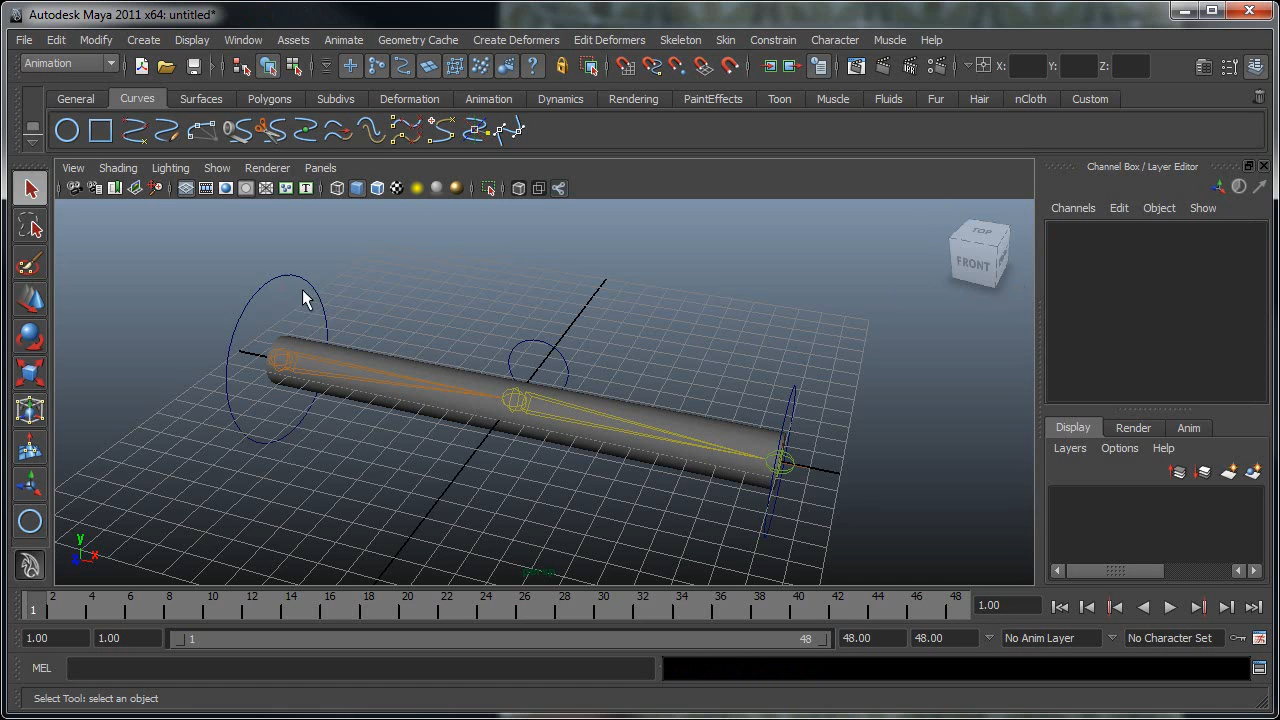 Autodesk Maya 2011 x64: untitled*
File Edit Modify Create Display Window Assets Animate Geometry Cache Create Deformers Edit Deformers Skeleton Skin Constrain Character Muscle Help
Animation X: Y: Z:
General Curves Surfaces Polygons Subdivs Deformation Animation Dynamics Rendering PaintEffects Toon Muscle Fluids Fur Hair nCloth Custom
View Shading Lighting Show Renderer Panels
Channel Box / Layer Editor
Channels Edit Object Show
TOP
FRONT
Display Render Anim
Layers Options Help
y
x
persp
1 2 4 6 8 10 12 14 16 18 20 22 24 26 28 30 32 34 36 38 40 42 44 46 48 1.00
1.00 1.00 1 48 48.00 48.00 No Anim Layer No Character Set
MEL
Select Tool: select an object